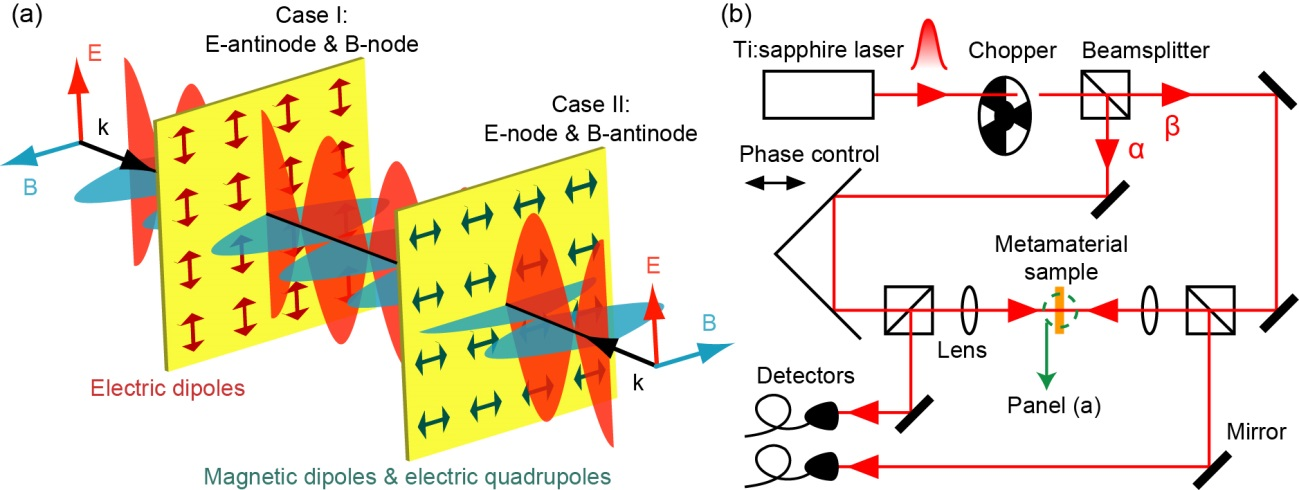 (a)
Case I:
E-antinode & B-node
E
k
B
Case II:
E-node & B-antinode
E
B
k
Electric dipoles
Magnetic dipoles & electric quadrupoles
(b)
Ti:sapphire laser
Chopper
Beamsplitter
β
α
Phase control
Metamaterial
sample
Lens
Detectors
Panel (a)
Mirror